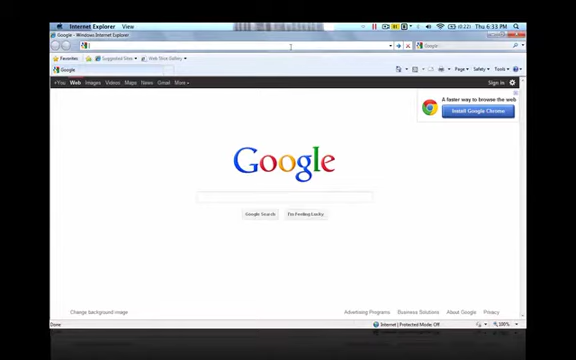 Internet Explorer View
(0:22) Thu 6:33 PM
Google - Windows Internet Explorer
Google
Favorites Suggested Sites Web Slice Gallery
Google
Page Safety Tools
+You Web Images Videos Maps News Gmail More
Sign in
A faster way to browse the web
Install Google Chrome
Google
Google Search I'm Feeling Lucky
Change background image
Advertising Programs Business Solutions About Google Privacy
Done
Internet | Protected Mode: Off
100%